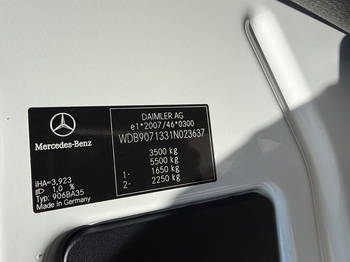 Mercedes-Benz
iHA=3,923
1,0 %
Typ: 906BA35
Made in Germany
DAIMLER AG
e1*2007/46*0300
WDB9071331N023637
3500 kg
5500 kg
1- 1650 kg
2- 2250 kg